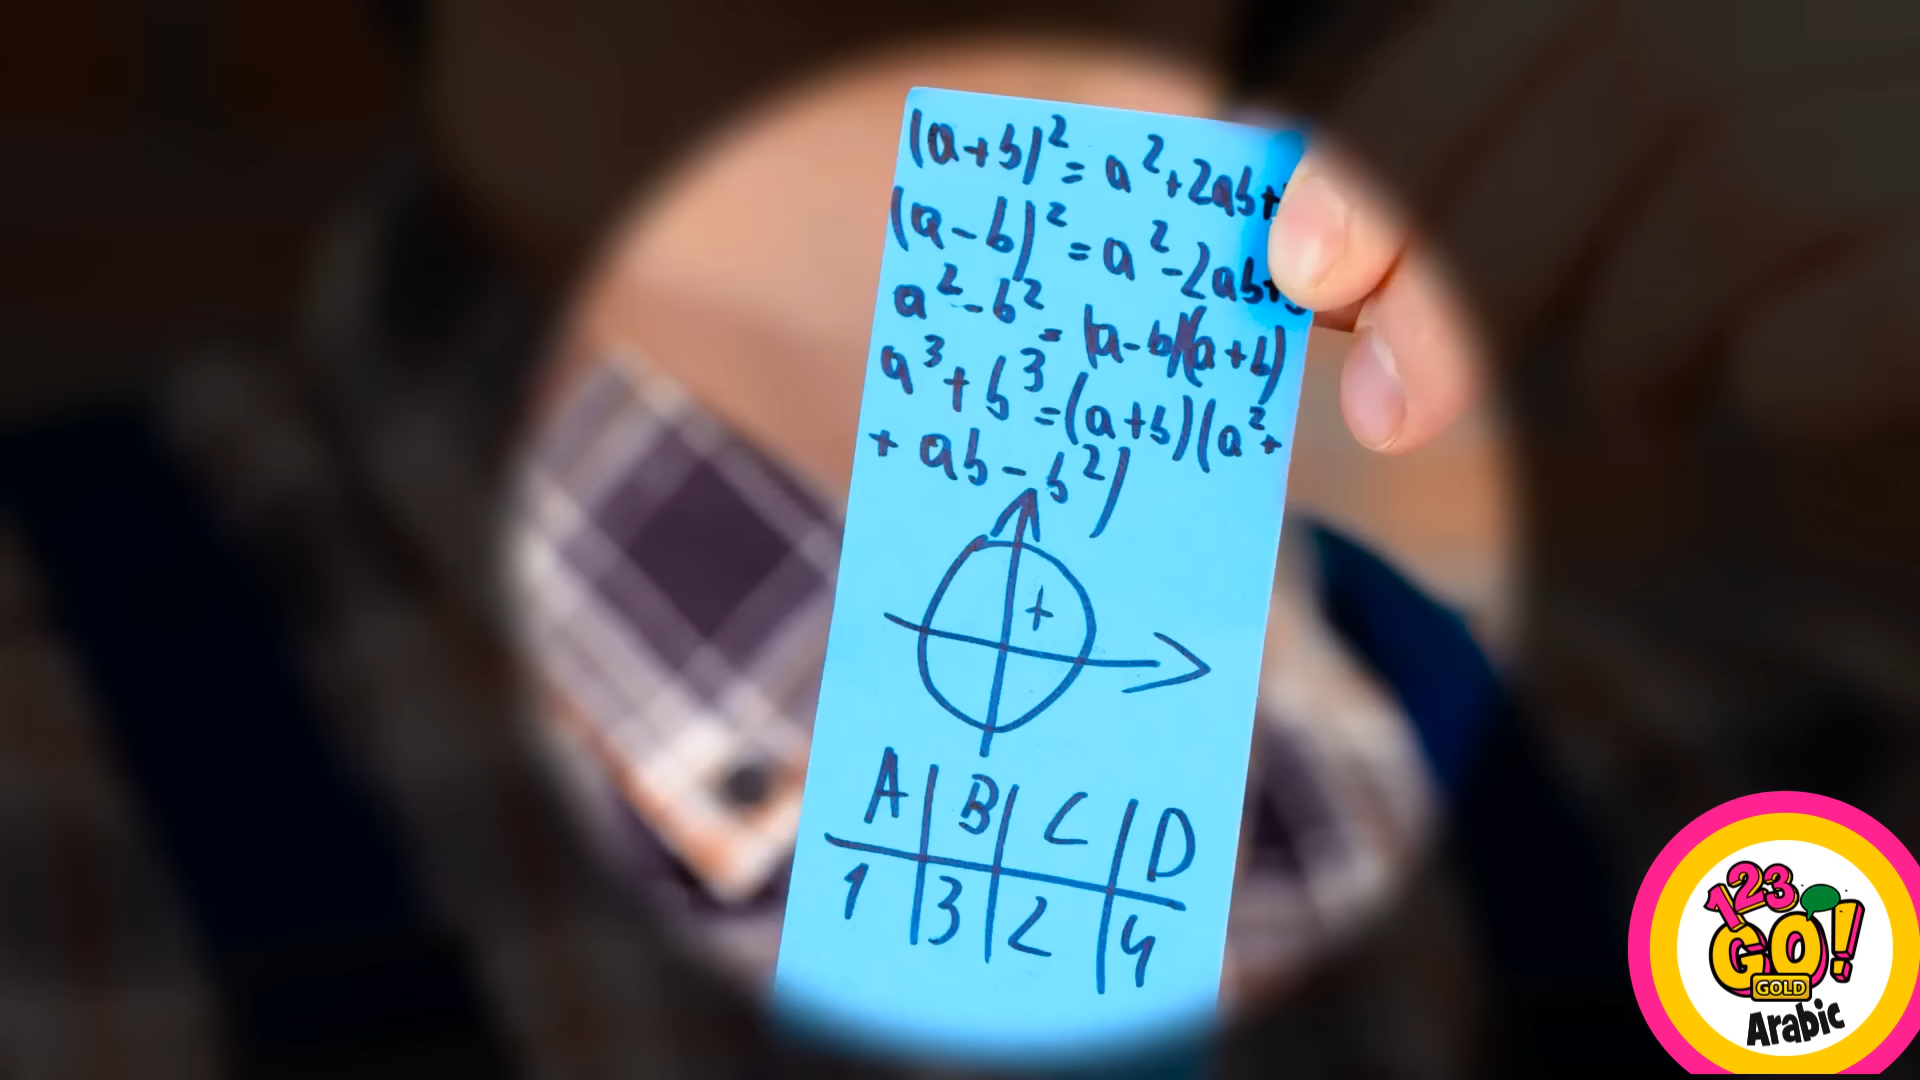 (a+b)²= a²+2ab+
(a-b)²=a²-2ab+
a²-b²=(a-b)(a+b)
a³+b³=(a+b)(a²+
+ ab-b²)
+
A B C D
1 3 2 4
123
GO!
GOLD
Arabic